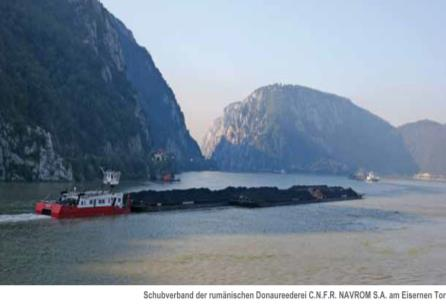 Schubverband der rumänischen Donaureederei C.N.F.R. NAVROM S.A. am Eisernen Tor